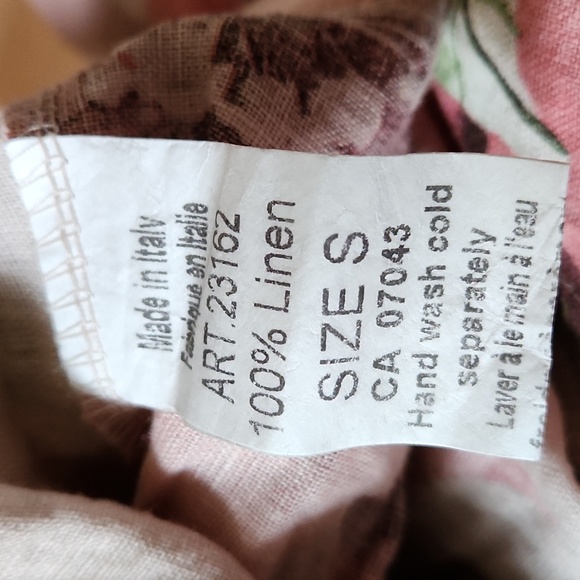 Made in italy
Fabriqué en Italie
ART.23162
100% Linen
SIZE S
CA 07043
Hand wash cold
separately
Laver à le main à l'eau